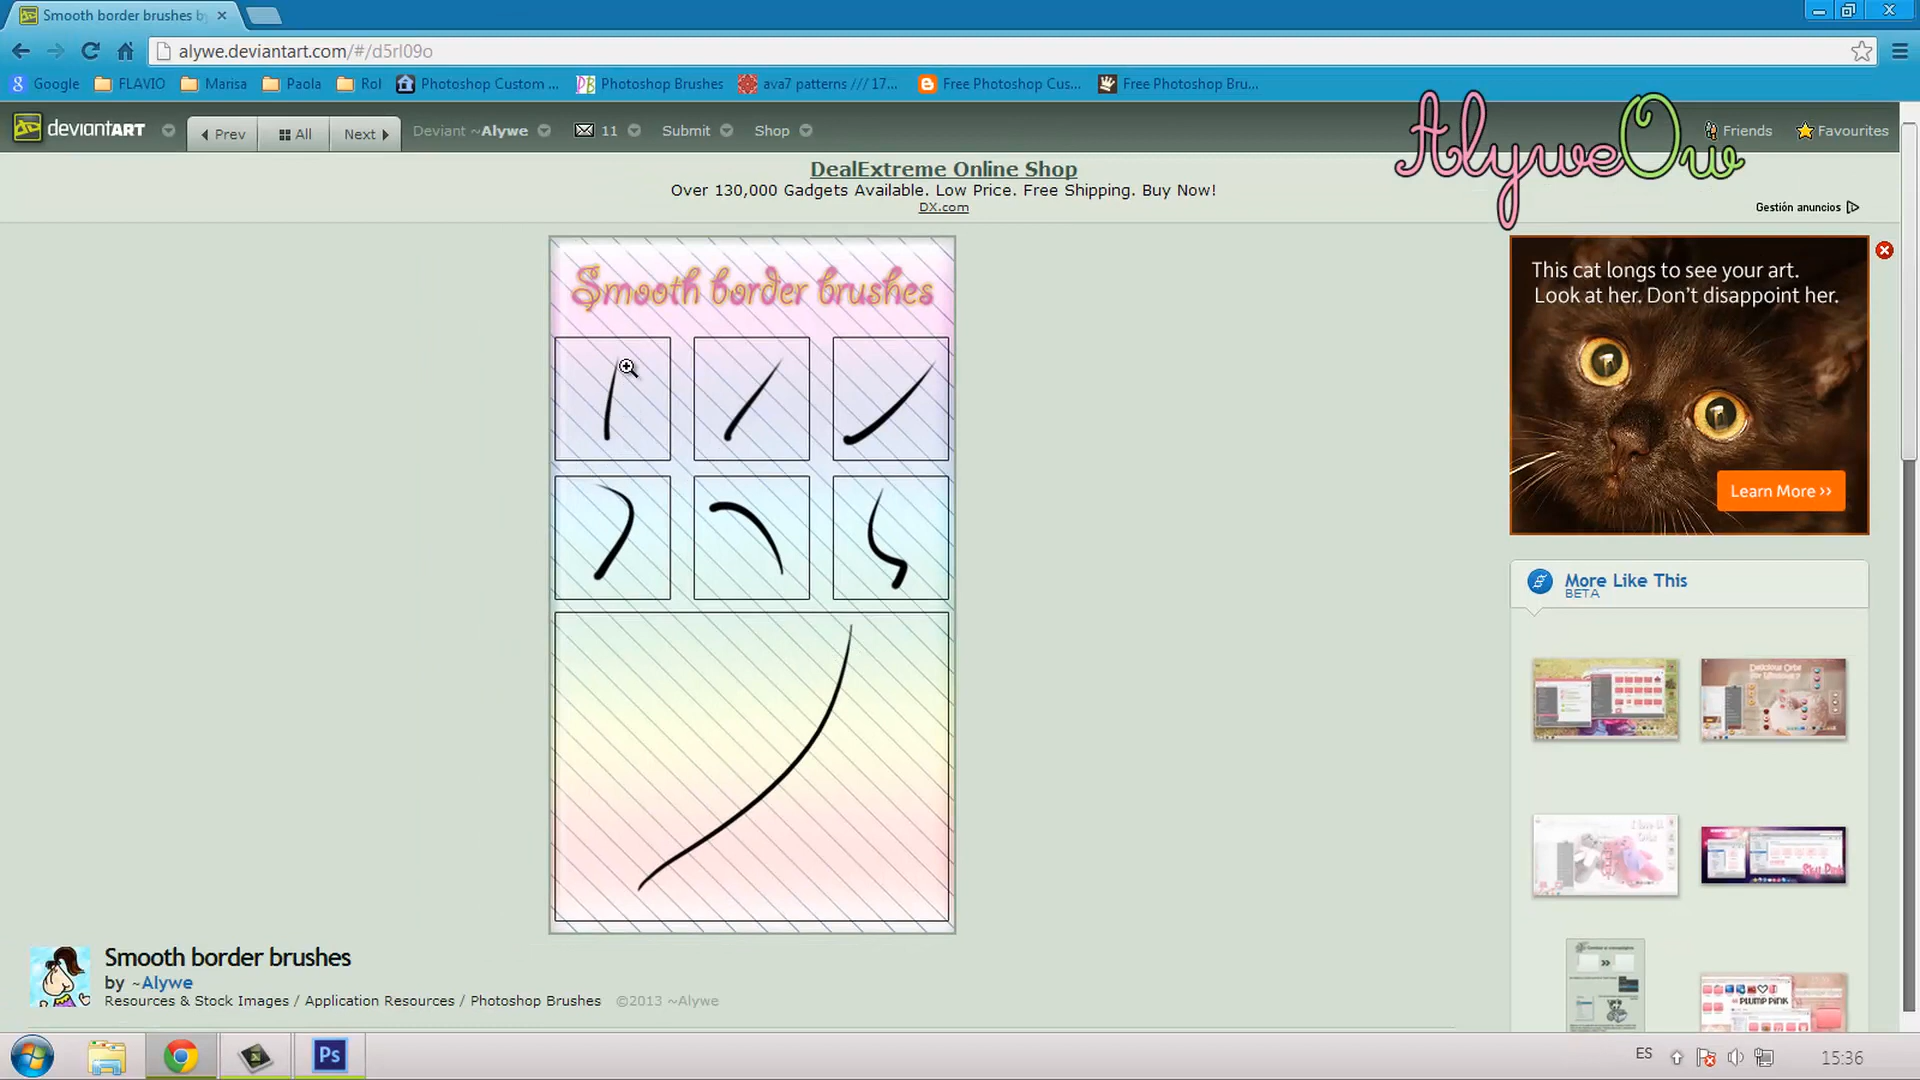 Smooth border brushes b
alywe.deviantart.com/#/d5rl09o
Google FLAVIO Marisa Paola Rol Photoshop Custom ... Photoshop Brushes ava7 patterns /// 17... Free Photoshop Cus... Free Photoshop Bru...
deviantART Prev All Next Deviant ~Alywe 11 Submit Shop Friends Favourites
AlyweOw
DealExtreme Online Shop
Over 130,000 Gadgets Available. Low Price. Free Shipping. Buy Now!
DX.com
Gestión anuncios
Smooth border brushes
This cat longs to see your art.
Look at her. Don't disappoint her.
Learn More >>
More Like This
BETA
PLUMP PINK
Smooth border brushes
by ~Alywe
Resources & Stock Images / Application Resources / Photoshop Brushes ©2013 ~Alywe
Ps
ES
15:36